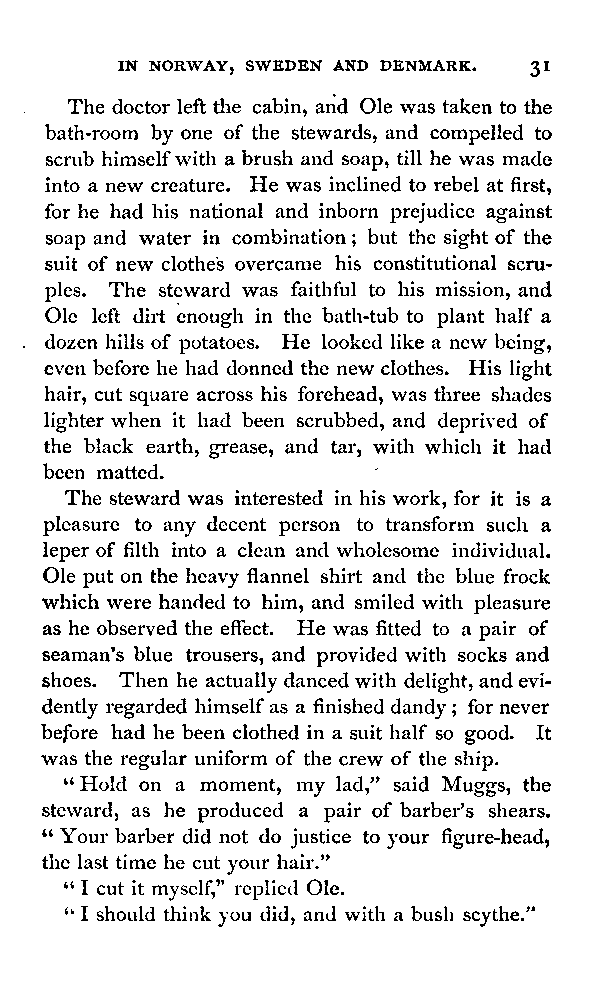 IN NORWAY, SWEDEN AND DENMARK. 31
The doctor left the cabin, and Ole was taken to the
bath-room by one of the stewards, and compelled to
scrub himself with a brush and soap, till he was made
into a new creature. He was inclined to rebel at first,
for he had his national and inborn prejudice against
soap and water in combination; but the sight of the
suit of new clothes overcame his constitutional scru-
ples. The steward was faithful to his mission, and
Ole left dirt enough in the bath-tub to plant half a
dozen hills of potatoes. He looked like a new being,
even before he had donned the new clothes. His light
hair, cut square across his forehead, was three shades
lighter when it had been scrubbed, and deprived of
the black earth, grease, and tar, with which it had
been matted.
The steward was interested in his work, for it is a
pleasure to any decent person to transform such a
leper of filth into a clean and wholesome individual.
Ole put on the heavy flannel shirt and the blue frock
which were handed to him, and smiled with pleasure
as he observed the effect. He was fitted to a pair of
seaman's blue trousers, and provided with socks and
shoes. Then he actually danced with delight, and evi-
dently regarded himself as a finished dandy; for never
before had he been clothed in a suit half so good. It
was the regular uniform of the crew of the ship.
"Hold on a moment, my lad," said Muggs, the
steward, as he produced a pair of barber's shears.
"Your barber did not do justice to your figure-head,
the last time he cut your hair."
"I cut it myself," replied Ole.
"I should think you did, and with a bush scythe."